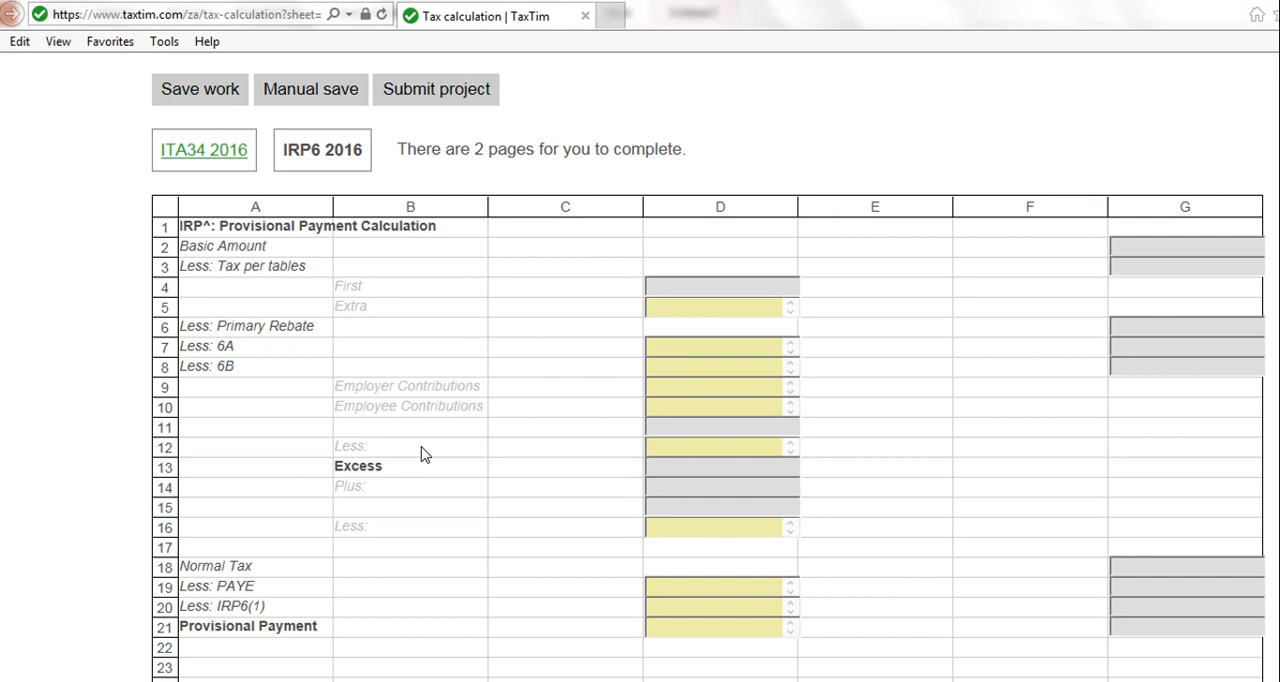 https://www.taxtim.com/za/tax-calculation?sheet=
Tax calculation | TaxTim
Edit View Favorites Tools Help
Save work Manual save Submit project
ITA34 2016 IRP6 2016 There are 2 pages for you to complete.
A B C D E F G
1 IRP^: Provisional Payment Calculation
2 Basic Amount
3 Less: Tax per tables
4 First
5 Extra
6 Less: Primary Rebate
7 Less: 6A
8 Less: 6B
9 Employer Contributions
10 Employee Contributions
11
12 Less:
13 Excess
14 Plus:
15
16 Less:
17
18 Normal Tax
19 Less: PAYE
20 Less: IRP6(1)
21 Provisional Payment
22
23